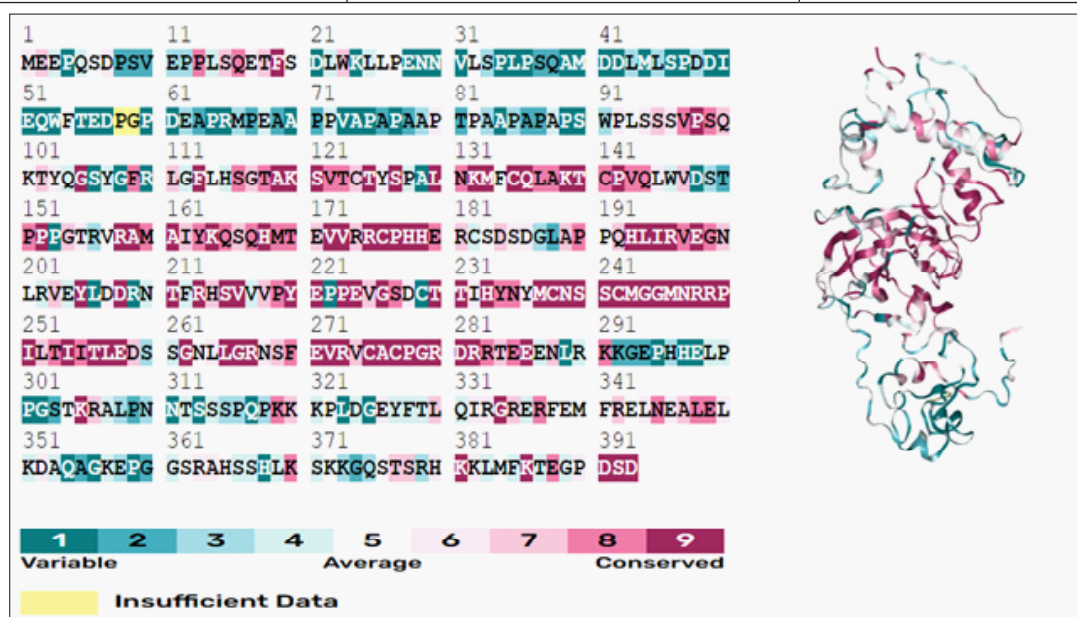 1 11 21 31 41
MEEPQSDPSV EPPLSQETFS DLWKLLPENN VLSPLPSQAM DDLMLSPDDI
51 61 71 81 91
EQWFTEDPGP DEAPRMPEAA PPVAPAPAAP TPAAPAPAPS WPLSSSVPSQ
101 111 121 131 141
KTYQGSYGFR LGFLHSGTAK SVTCTYSPAL NKMFCQLAKT CPVQLWVDST
151 161 171 181 191
PPPGTRVRAM AIYKQSQHMT EVVRRCPHHE RCSDSDGLAP PQHLIRVEGN
201 211 221 231 241
LRVEYLDDRN TFRHSVVVPY EPPEVGSDCT TIHYNYMCNS SCMGGMNRRP
251 261 271 281 291
ILTIITLEDS SGNLLGRNSF EVRVCACPGR DRRTEEENLR KKGEPHHELP
301 311 321 331 341
PGSTKRALPN NTSSSPQPKK KPLDGEYFTL QIRGRERFEM FRELNEALEL
351 361 371 381 391
KDAQAGKEPG GSRAHSSHLK SKKGQSTSRH KKLMFKTEGP DSD
1 2 3 4 5 6 7 8 9
Variable Average Conserved
Insufficient Data